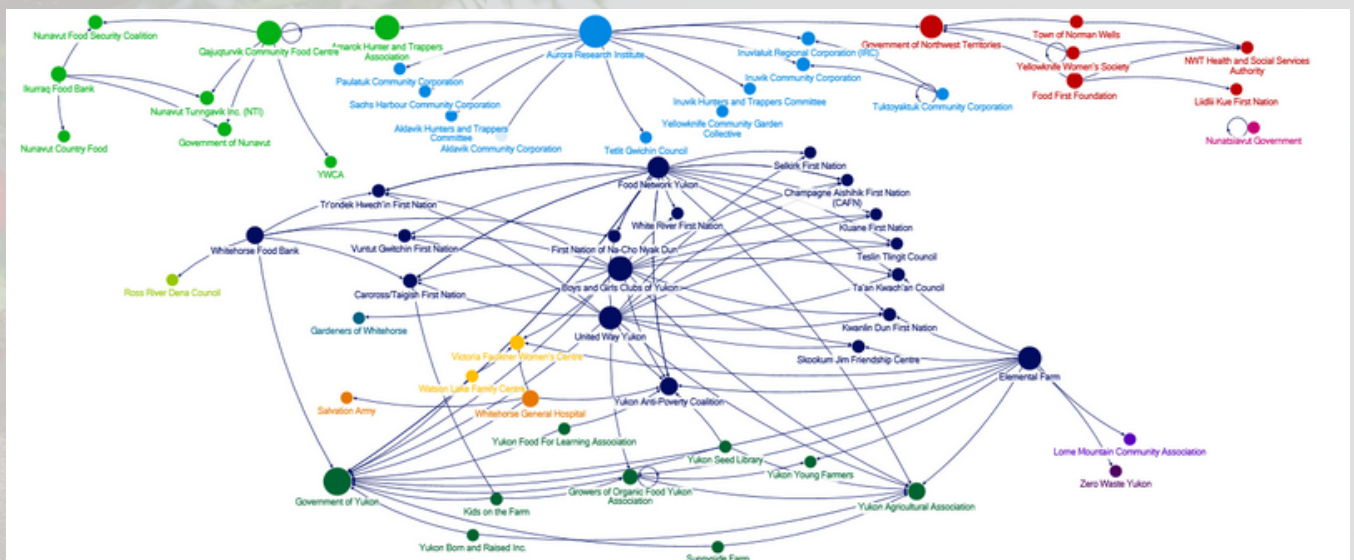 Nunavut Food Security Coalition
Qajuqturvik Community Food Centre
Amarok Hunter and Trappers
Association
Aurora Research Institute
Government of Northwest Territories
Town of Norman Wells
Inuvialuit Regional Corporation (IRC)
Yellowknife Women's Society
NWT Health and Social Services
Authority
Ikurraq Food Bank
Paulatuk Community Corporation
Inuvik Community Corporation
Food First Foundation
Sachs Harbour Community Corporation
Inuvik Hunters and Trappers Committee
Tuktoyaktuk Community Corporation
Liidlii Kue First Nation
Nunavut Tunngavik Inc. (NTI)
Aklavik Hunters and Trappers
Committee
Yellowknife Community Garden
Collective
Government of Nunavut
Nunavut Country Food
Aklavik Community Corporation
Tetlit Gwichin Council
Nunatsiavut Government
YWCA
Selkirk First Nation
Food Network Yukon
Champagne Aishihik First Nation
(CAFN)
Tr'ondek Hwech'in First Nation
White River First Nation
Kluane First Nation
Whitehorse Food Bank
Vuntut Gwitchin First Nation
First Nation of Na-Cho Nyak Dun
Teslin Tlingit Council
Ross River Dena Council
Carcross/Taigish First Nation
Boys and Girls Clubs of Yukon
Ta'an Kwach'an Council
Gardeners of Whitehorse
United Way Yukon
Kwanlin Dun First Nation
Victoria Faulkner Women's Centre
Skookum Jim Friendship Centre
Elemental Farm
Watson Lake Family Centre
Salvation Army
Whitehorse General Hospital
Yukon Anti-Poverty Coalition
Yukon Food For Learning Association
Yukon Seed Library
Lorne Mountain Community Association
Yukon Young Farmers
Zero Waste Yukon
Government of Yukon
Growers of Organic Food Yukon
Association
Kids on the Farm
Yukon Agricultural Association
Yukon Born and Raised Inc.
Sunnyside Farm